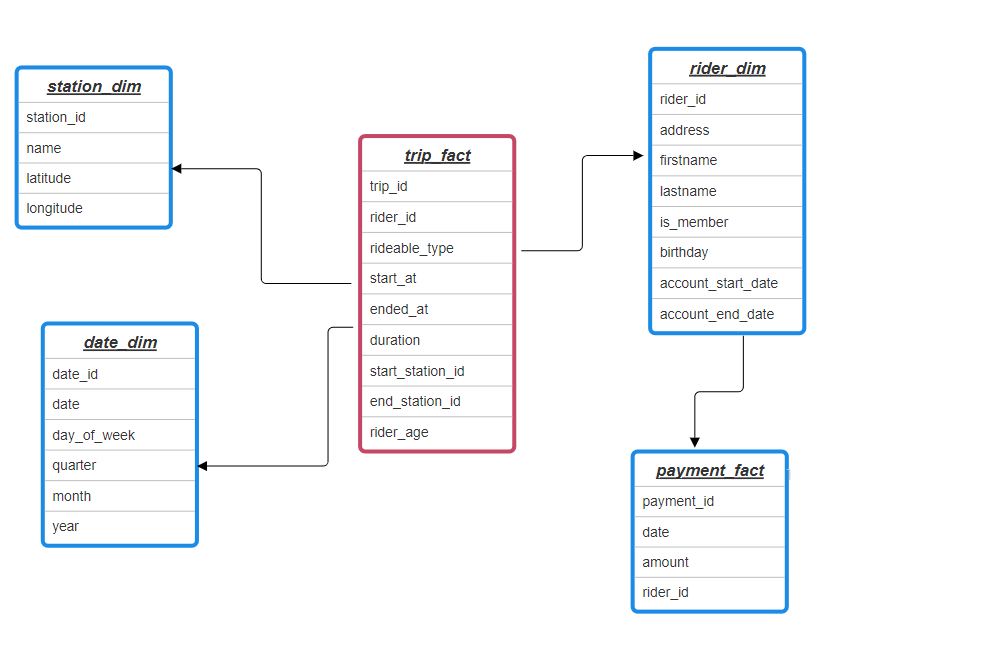 station_dim
station_id
name
latitude
longitude
date_dim
date_id
date
day_of_week
quarter
month
year
trip_fact
trip_id
rider_id
rideable_type
start_at
ended_at
duration
start_station_id
end_station_id
rider_age
rider_dim
rider_id
address
firstname
lastname
is_member
birthday
account_start_date
account_end_date
payment_fact
payment_id
date
amount
rider_id